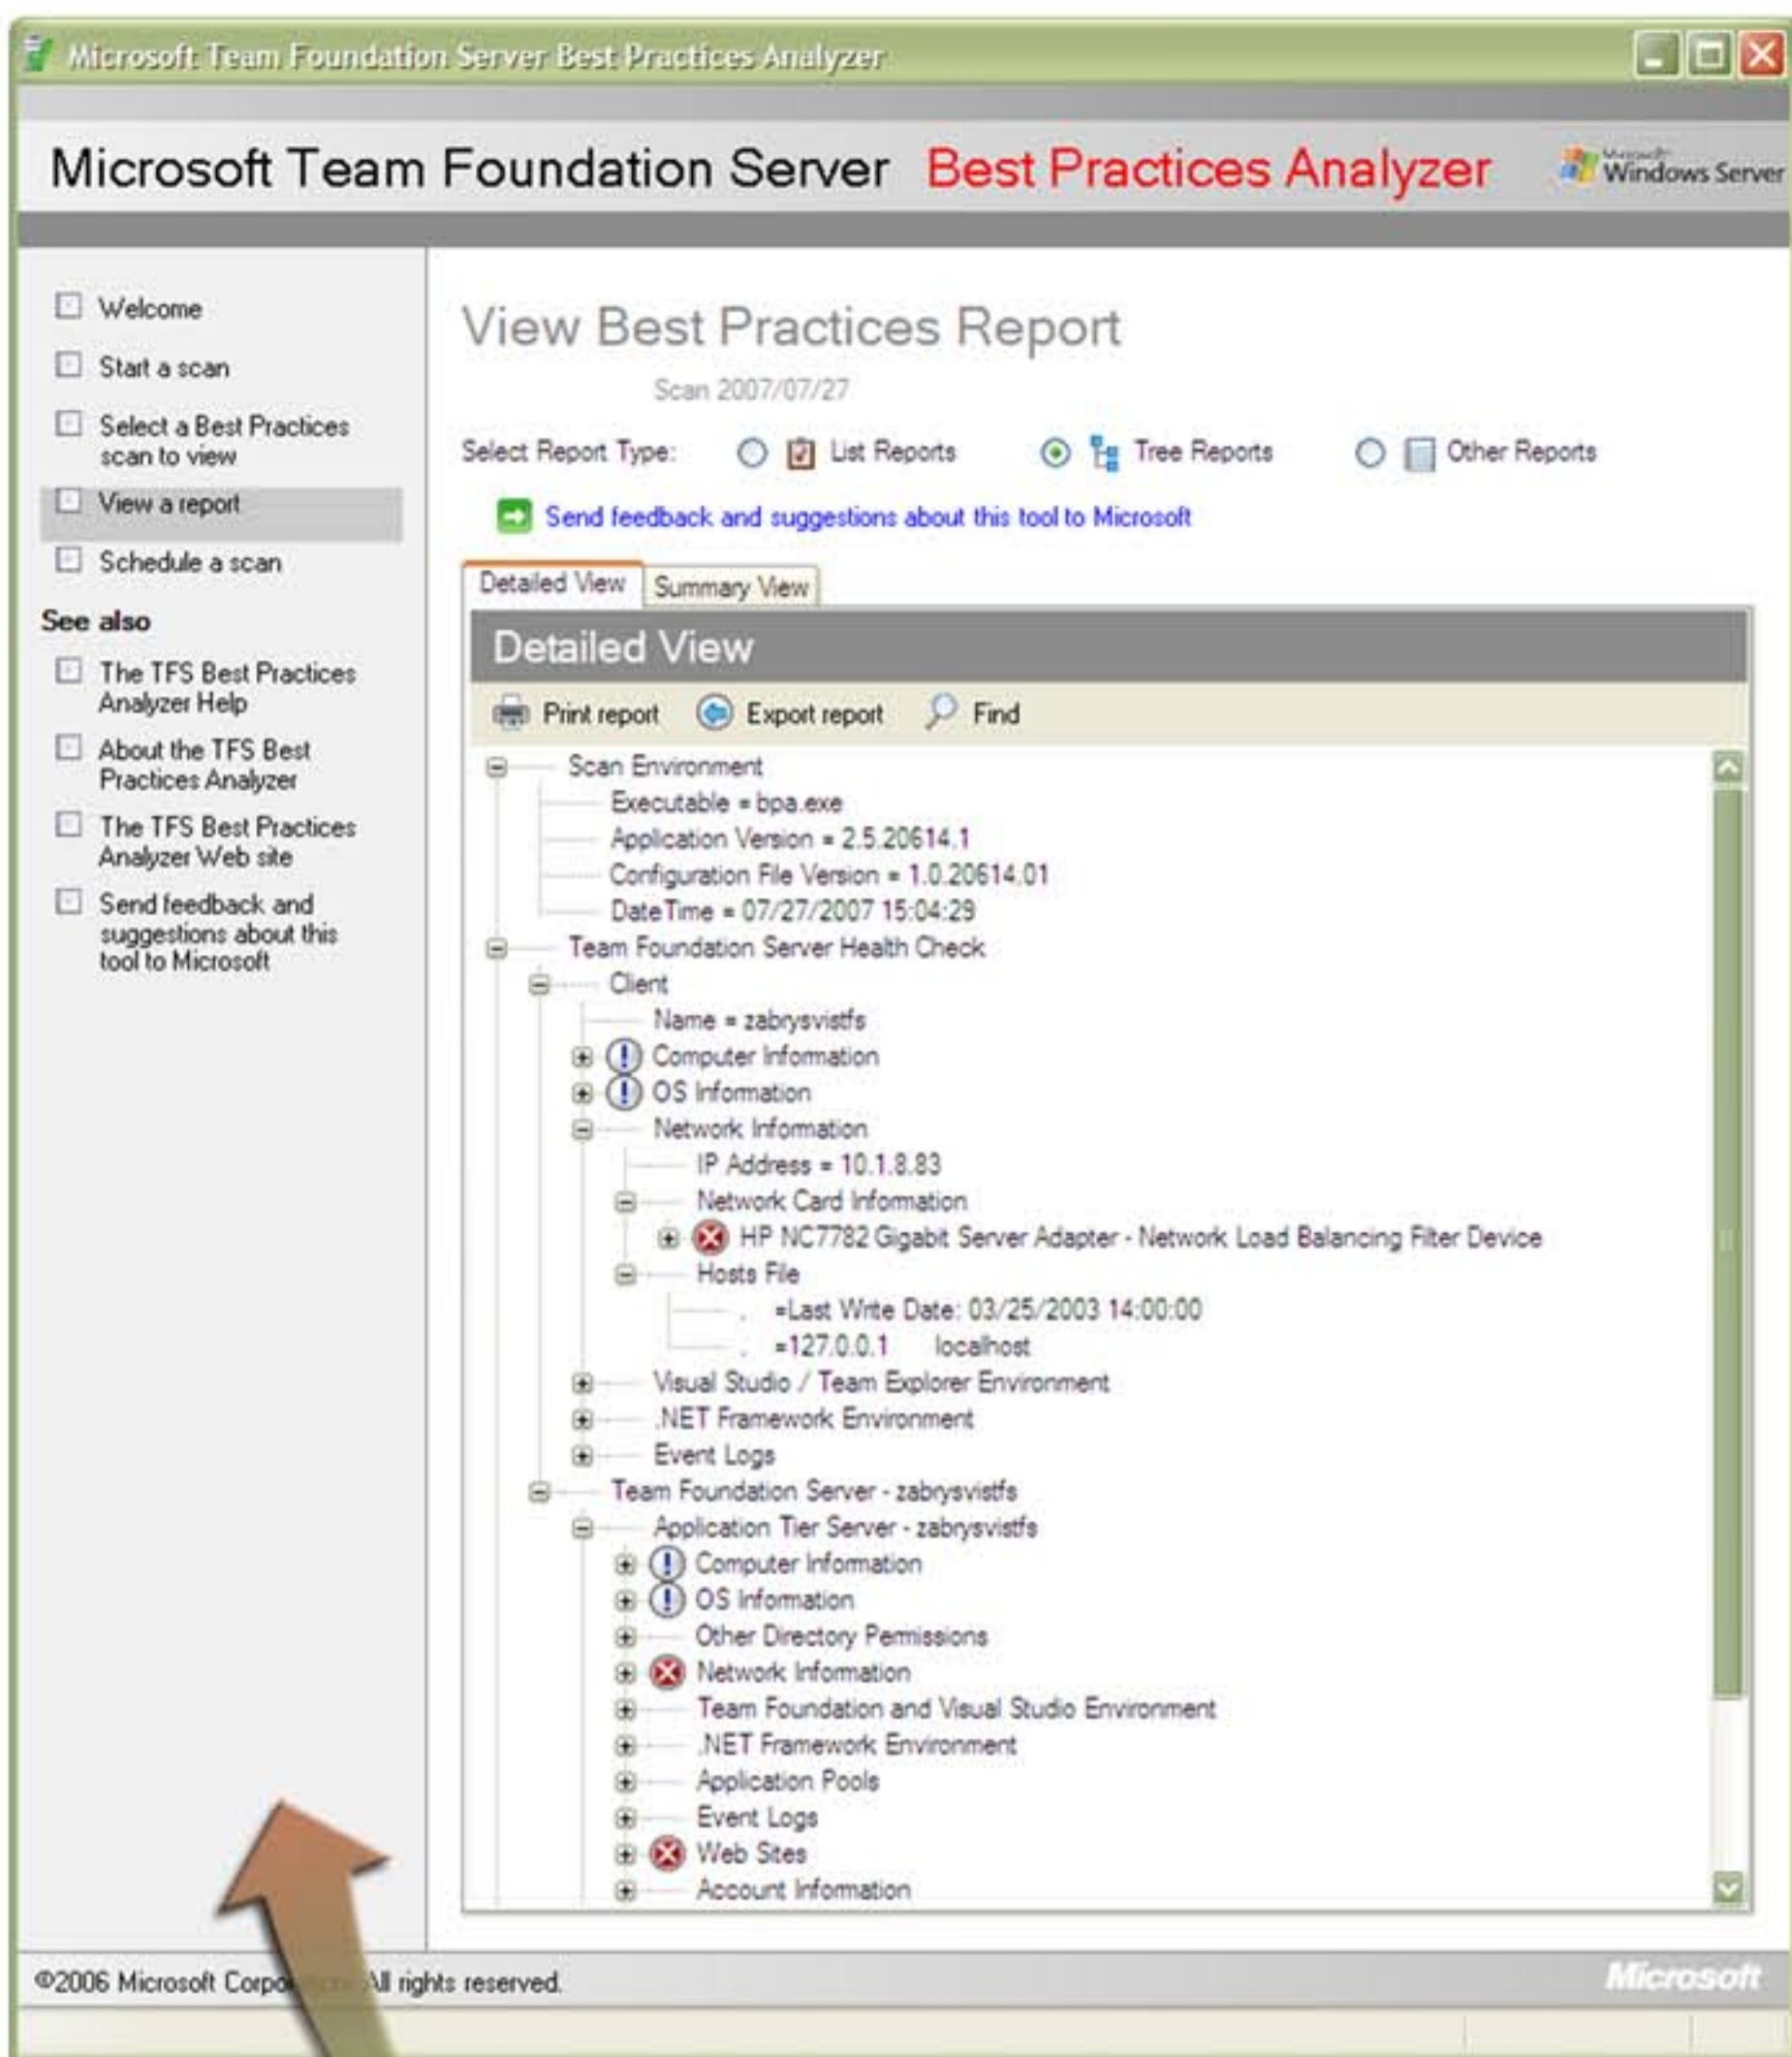 Microsoft Team Foundation Server Best Practices Analyzer
Microsoft Team Foundation Server Best Practices Analyzer
Microsoft
Windows Server
Welcome
Start a scan
Select a Best Practices
scan to view
View a report
Schedule a scan
See also
The TFS Best Practices
Analyzer Help
About the TFS Best
Practices Analyzer
The TFS Best Practices
Analyzer Web site
Send feedback and
suggestions about this
tool to Microsoft
View Best Practices Report
Scan 2007/07/27
Select Report Type: List Reports Tree Reports Other Reports
Send feedback and suggestions about this tool to Microsoft
Detailed View Summary View
Detailed View
Print report Export report Find
Scan Environment
Executable = bpa.exe
Application Version = 2.5.20614.1
Configuration File Version = 1.0.20614.01
DateTime = 07/27/2007 15:04:29
Team Foundation Server Health Check
Client
Name = zabrysvistfs
Computer Information
OS Information
Network Information
IP Address = 10.1.8.83
Network Card Information
HP NC7782 Gigabit Server Adapter - Network Load Balancing Filter Device
Hosts File
. =Last Write Date: 03/25/2003 14:00:00
. =127.0.0.1 localhost
Visual Studio / Team Explorer Environment
.NET Framework Environment
Event Logs
Team Foundation Server - zabrysvistfs
Application Tier Server - zabrysvistfs
Computer Information
OS Information
Other Directory Permissions
Network Information
Team Foundation and Visual Studio Environment
.NET Framework Environment
Application Pools
Event Logs
Web Sites
Account Information
©2006 Microsoft All rights reserved.
Microsoft